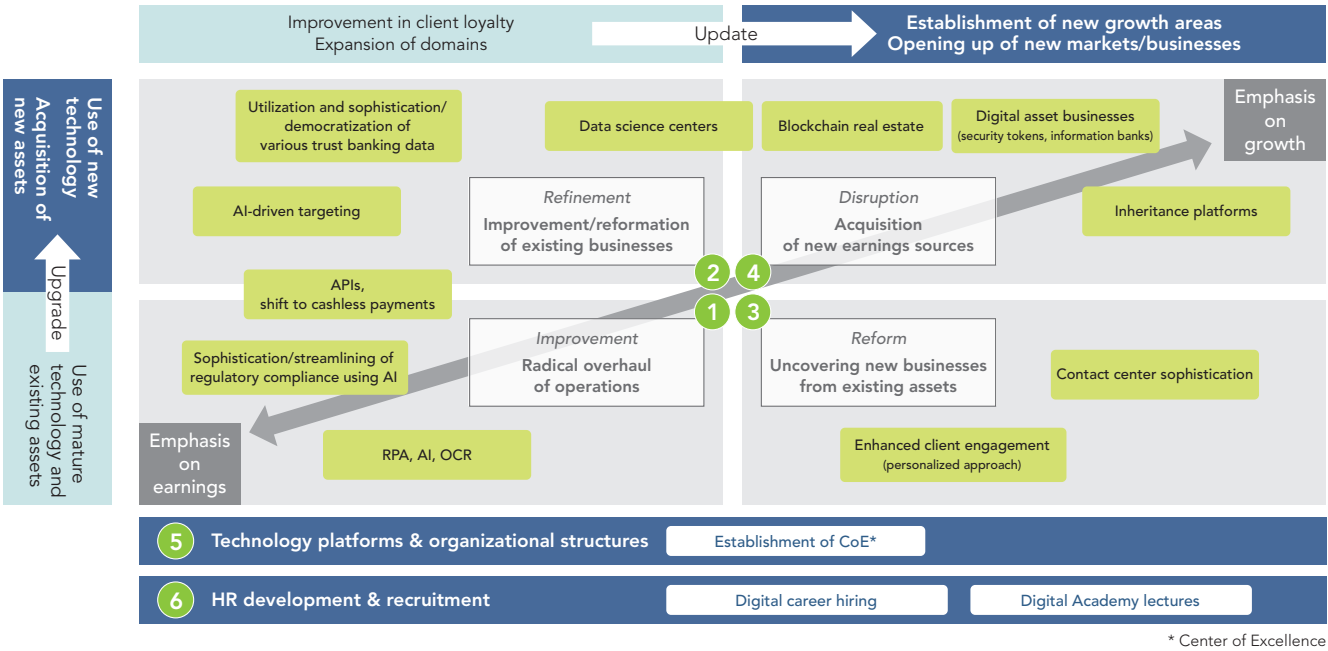 Improvement in client loyalty
Expansion of domains
Update
Establishment of new growth areas
Opening up of new markets/businesses
Use of new
technology
Acquisition of
new assets
Upgrade
Use of mature
technology and
existing assets
Utilization and sophistication/
democratization of
various trust banking data
Data science centers
Blockchain real estate
Digital asset businesses
(security tokens, information banks)
Emphasis
on
growth
AI-driven targeting
Refinement
Improvement/reformation
of existing businesses
Disruption
Acquisition
of new earnings sources
Inheritance platforms
APIs,
shift to cashless payments
2
4
1
3
Sophistication/streamlining of
regulatory compliance using AI
Improvement
Radical overhaul
of operations
Reform
Uncovering new businesses
from existing assets
Contact center sophistication
Emphasis
on
earnings
RPA, AI, OCR
Enhanced client engagement
(personalized approach)
5 Technology platforms & organizational structures
Establishment of CoE*
6 HR development & recruitment
Digital career hiring
Digital Academy lectures
* Center of Excellence